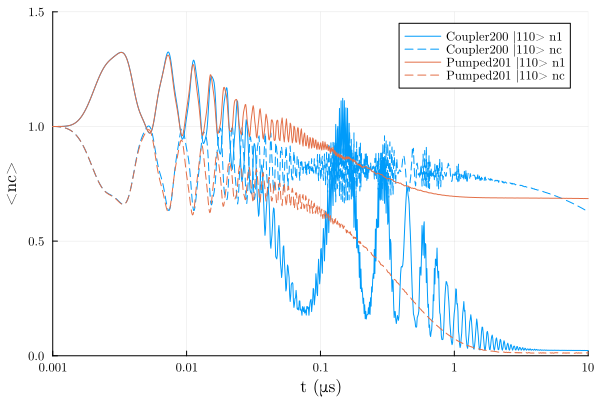 1.5
1.0
0.5
0.0
<nc>
Coupler200 |110> n1
Coupler200 |110> nc
Pumped201 |110> n1
Pumped201 |110> nc
0.001 0.01 0.1 1 10
t (μs)